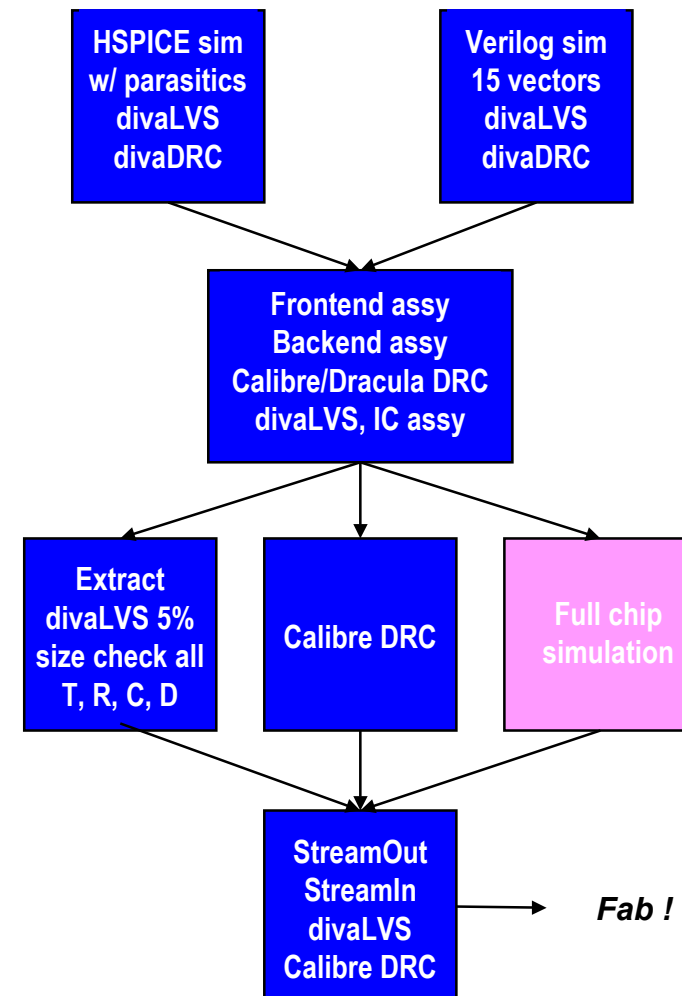 HSPICE sim
w/ parasitics
divaLVS
divaDRC
Verilog sim
15 vectors
divaLVS
divaDRC
Frontend assy
Backend assy
Calibre/Dracula DRC
divaLVS, IC assy
Extract
divaLVS 5%
size check all
T, R, C, D
Calibre DRC
Full chip
simulation
StreamOut
StreamIn
divaLVS
Calibre DRC
Fab !